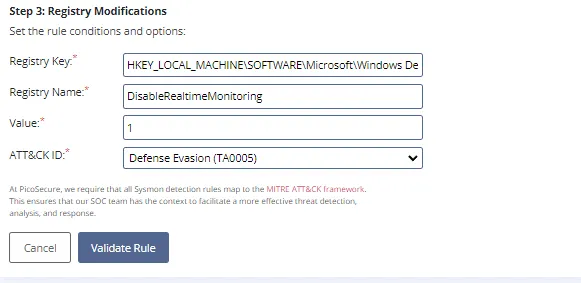 Step 3: Registry Modifications
Set the rule conditions and options:
Registry Key:* HKEY_LOCAL_MACHINE\SOFTWARE\Microsoft\Windows De
Registry Name:* DisableRealtimeMonitoring
Value:* 1
ATT&CK ID:* Defense Evasion (TA0005)
At PicoSecure, we require that all Sysmon detection rules map to the MITRE ATT&CK framework.
This ensures that our SOC team has the context to facilitate a more effective threat detection,
analysis, and response.
Cancel Validate Rule